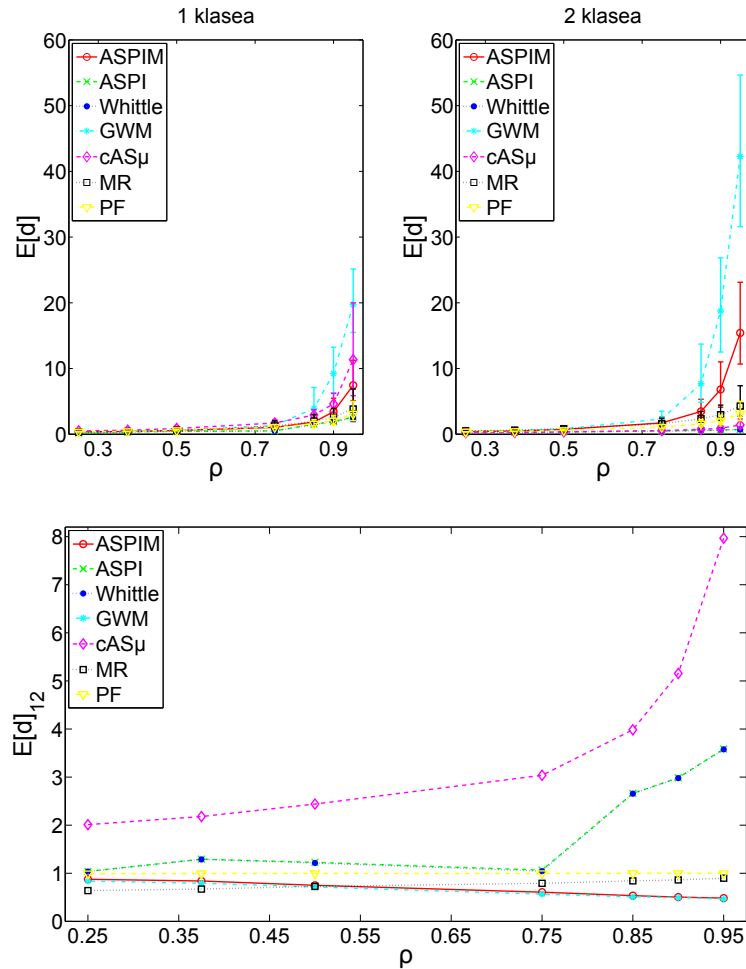 1 klasea
60
50
40
30
20
10
0
E[d]
0.3
0.5
0.7
0.9
ρ
ASPIM
ASPI
Whittle
GWM
cASμ
MR
PF
2 klasea
60
50
40
30
20
10
0
E[d]
0.3
0.5
0.7
0.9
ρ
ASPIM
ASPI
Whittle
GWM
cASμ
MR
PF
8
7
6
5
4
3
2
1
0
E[d]12
0.25
0.35
0.45
0.55
0.65
0.75
0.85
0.95
ρ
ASPIM
ASPI
Whittle
GWM
cASμ
MR
PF